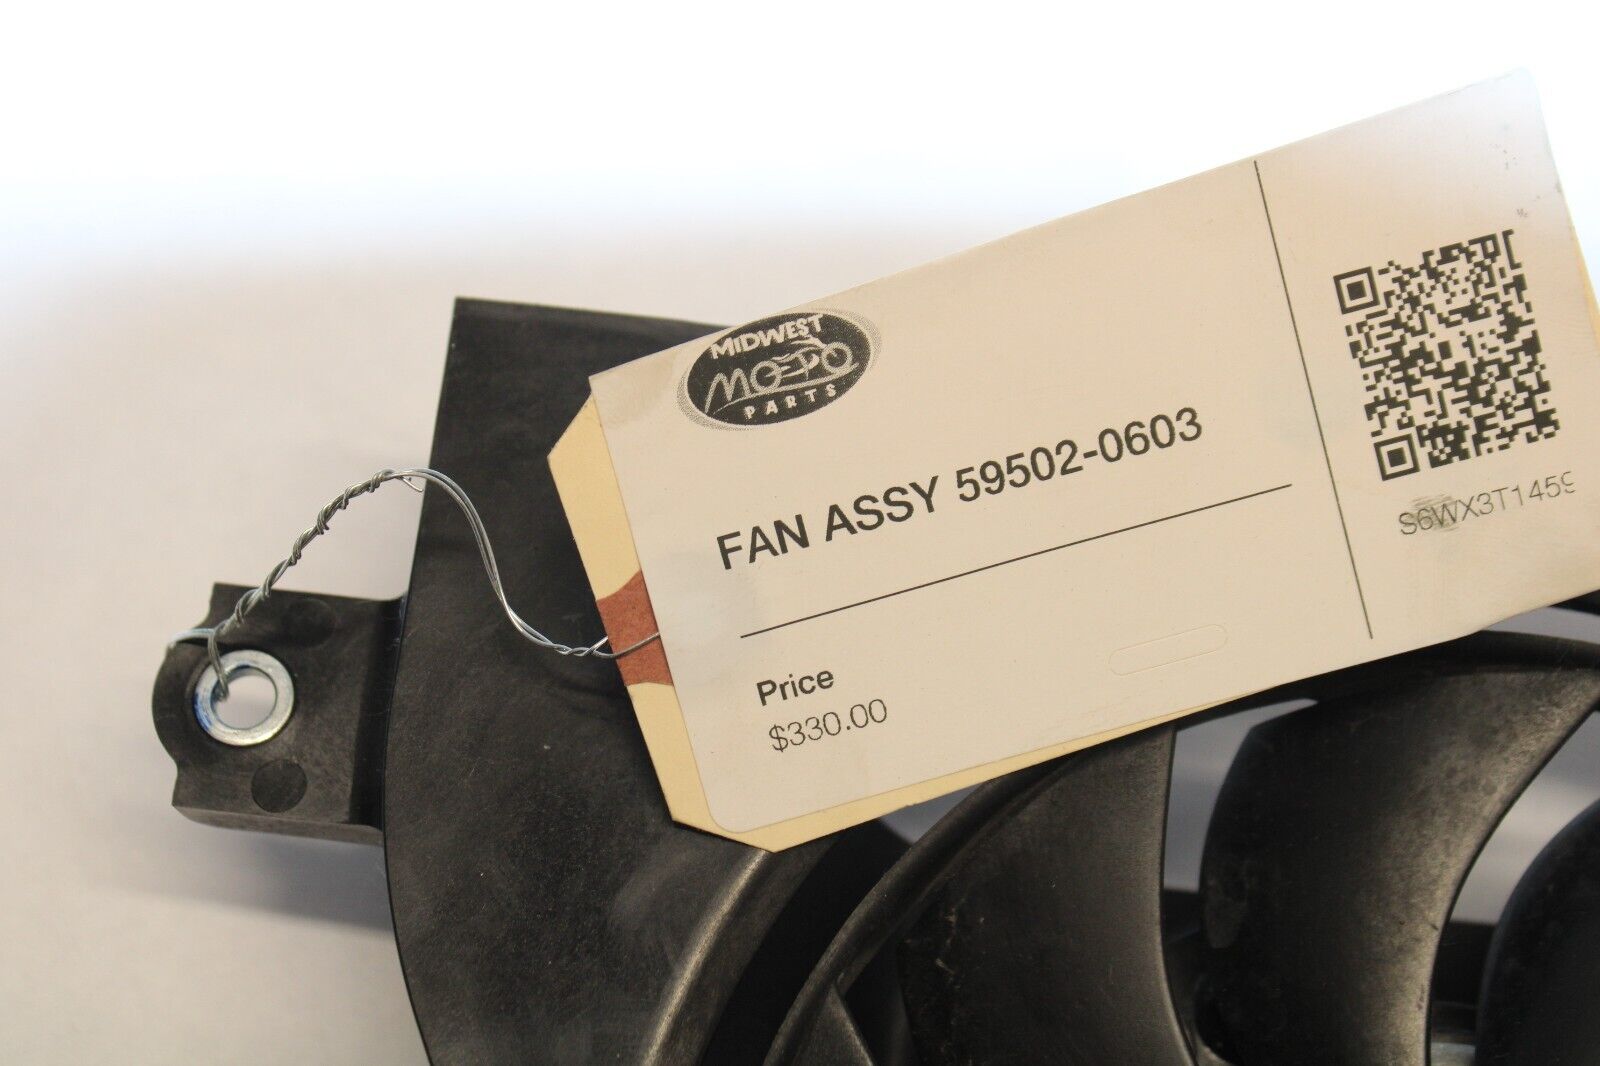 MIDWEST
MOPO
PARTS
FAN ASSY 59502-0603
Price
$330.00
S6WX3T1459